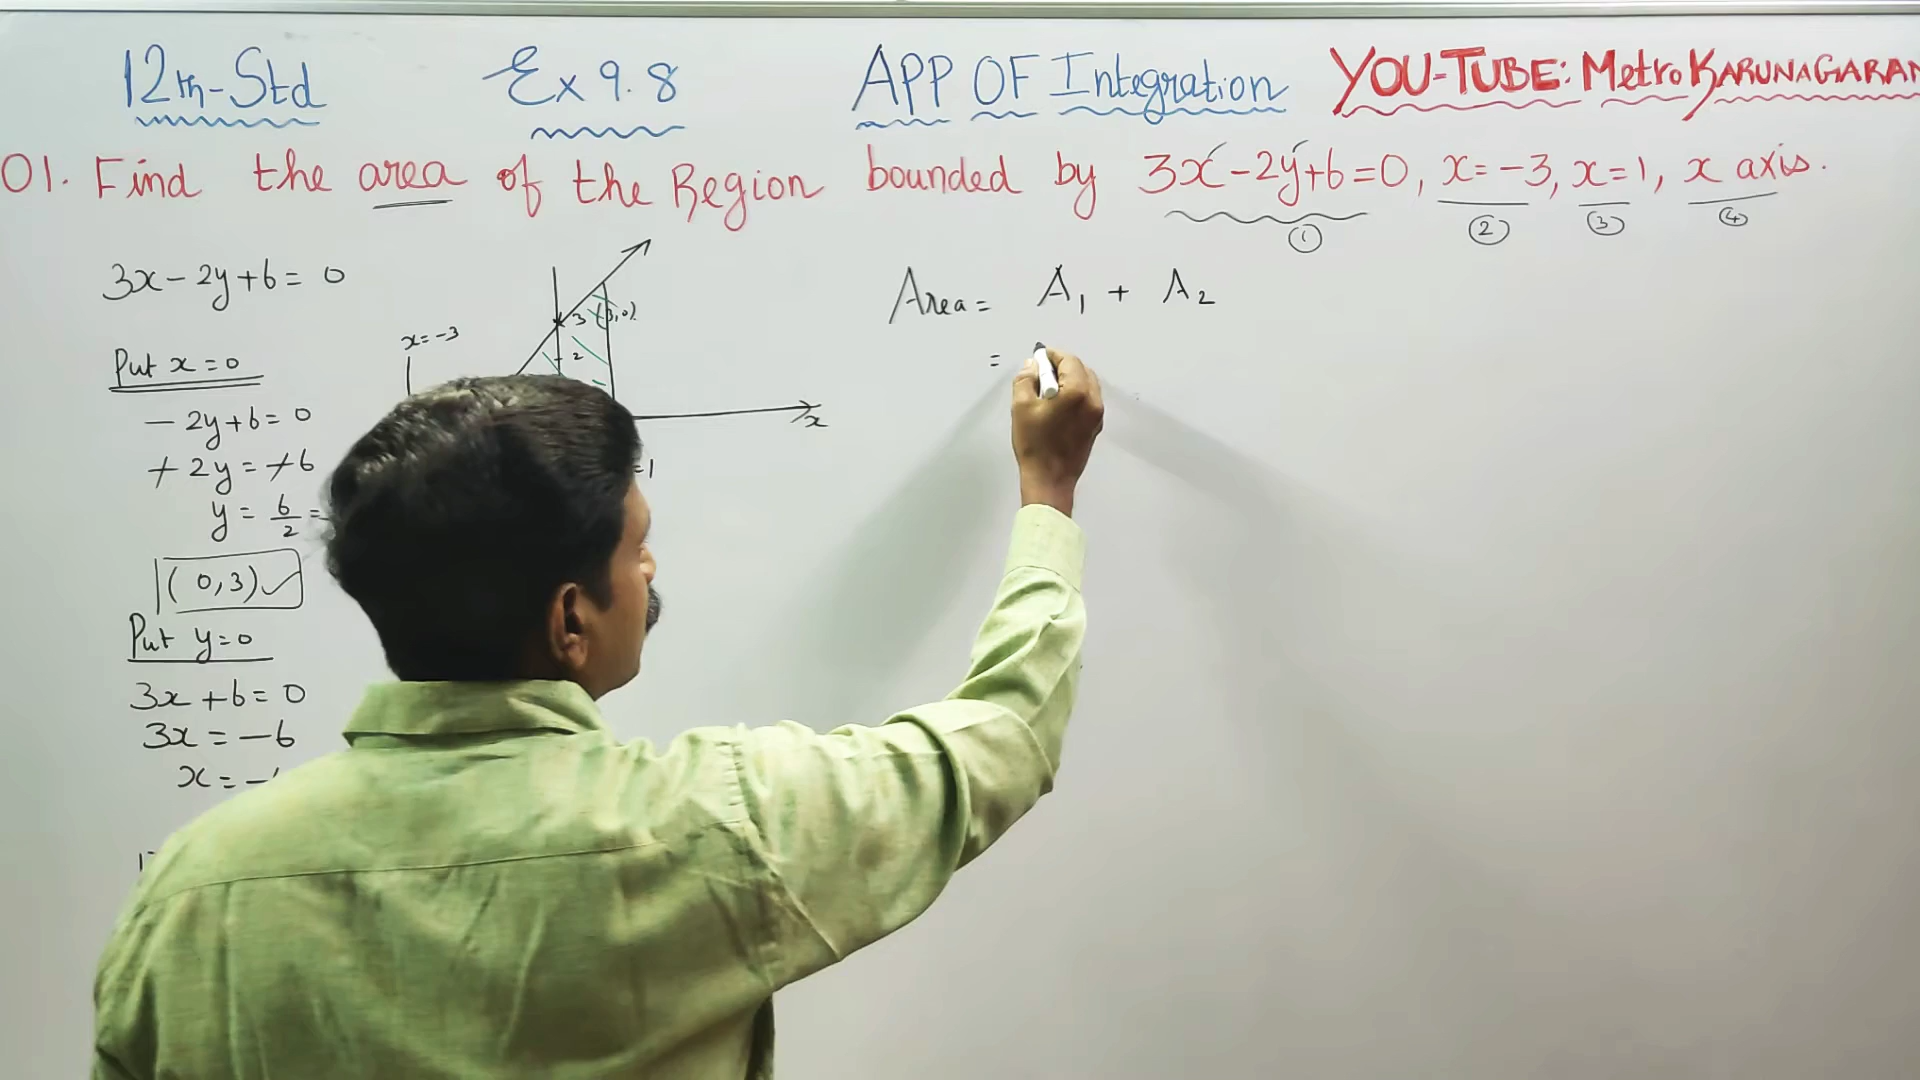 12th-Std Ex 9.8 APP OF Integration YOU-TUBE: Metro KARUNAGARAN
01. Find the area of the Region bounded by 3x-2y+6=0, x=-3, x=1, x axis.
① ② ③ ④
3x-2y+6=0
Put x=0
-2y+6=0
+2y=+6
y=6/2=
(0,3)✓
Put y=0
3x+6=0
3x=-6
x=-
x=-3
3
2
x
=1
Area = A₁ + A₂
=